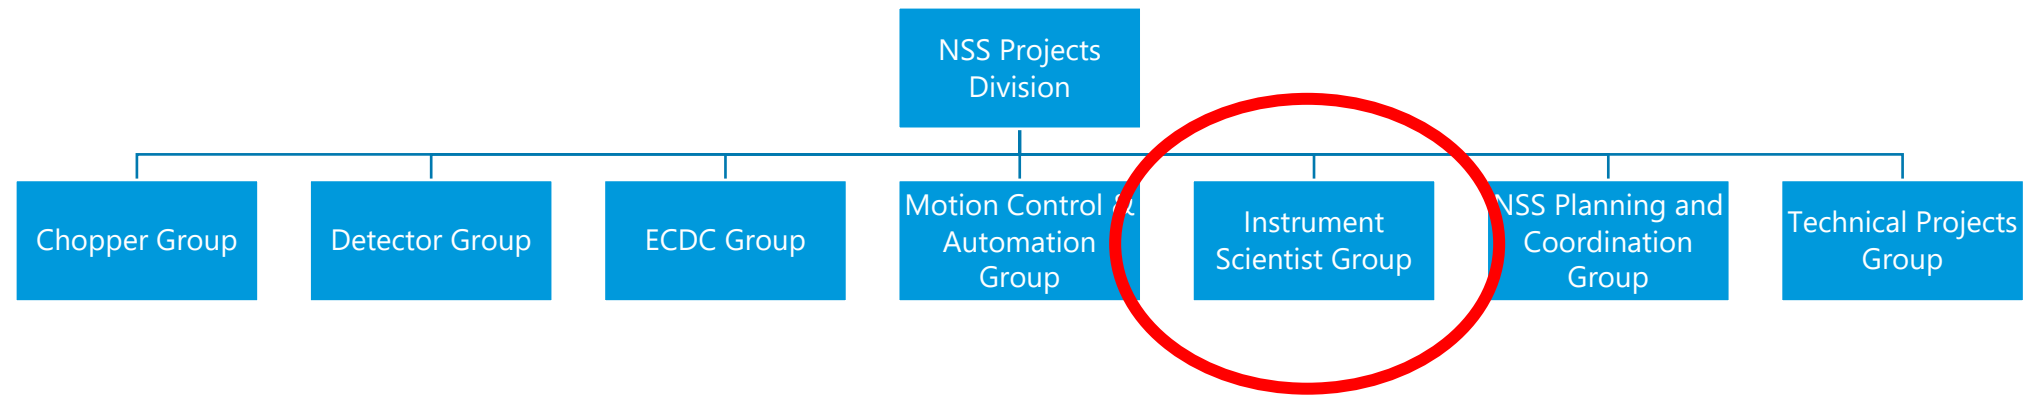 NSS Projects
Division
Chopper Group
Detector Group
ECDC Group
Motion Control &
Automation
Group
Instrument
Scientist Group
NSS Planning and
Coordination
Group
Technical Projects
Group